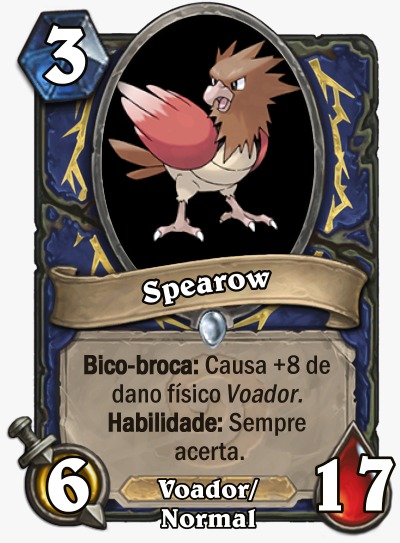 3
Spearow
Bico-broca: Causa +8 de
dano físico Voador.
Habilidade: Sempre
acerta.
6
Voador/
Normal
17